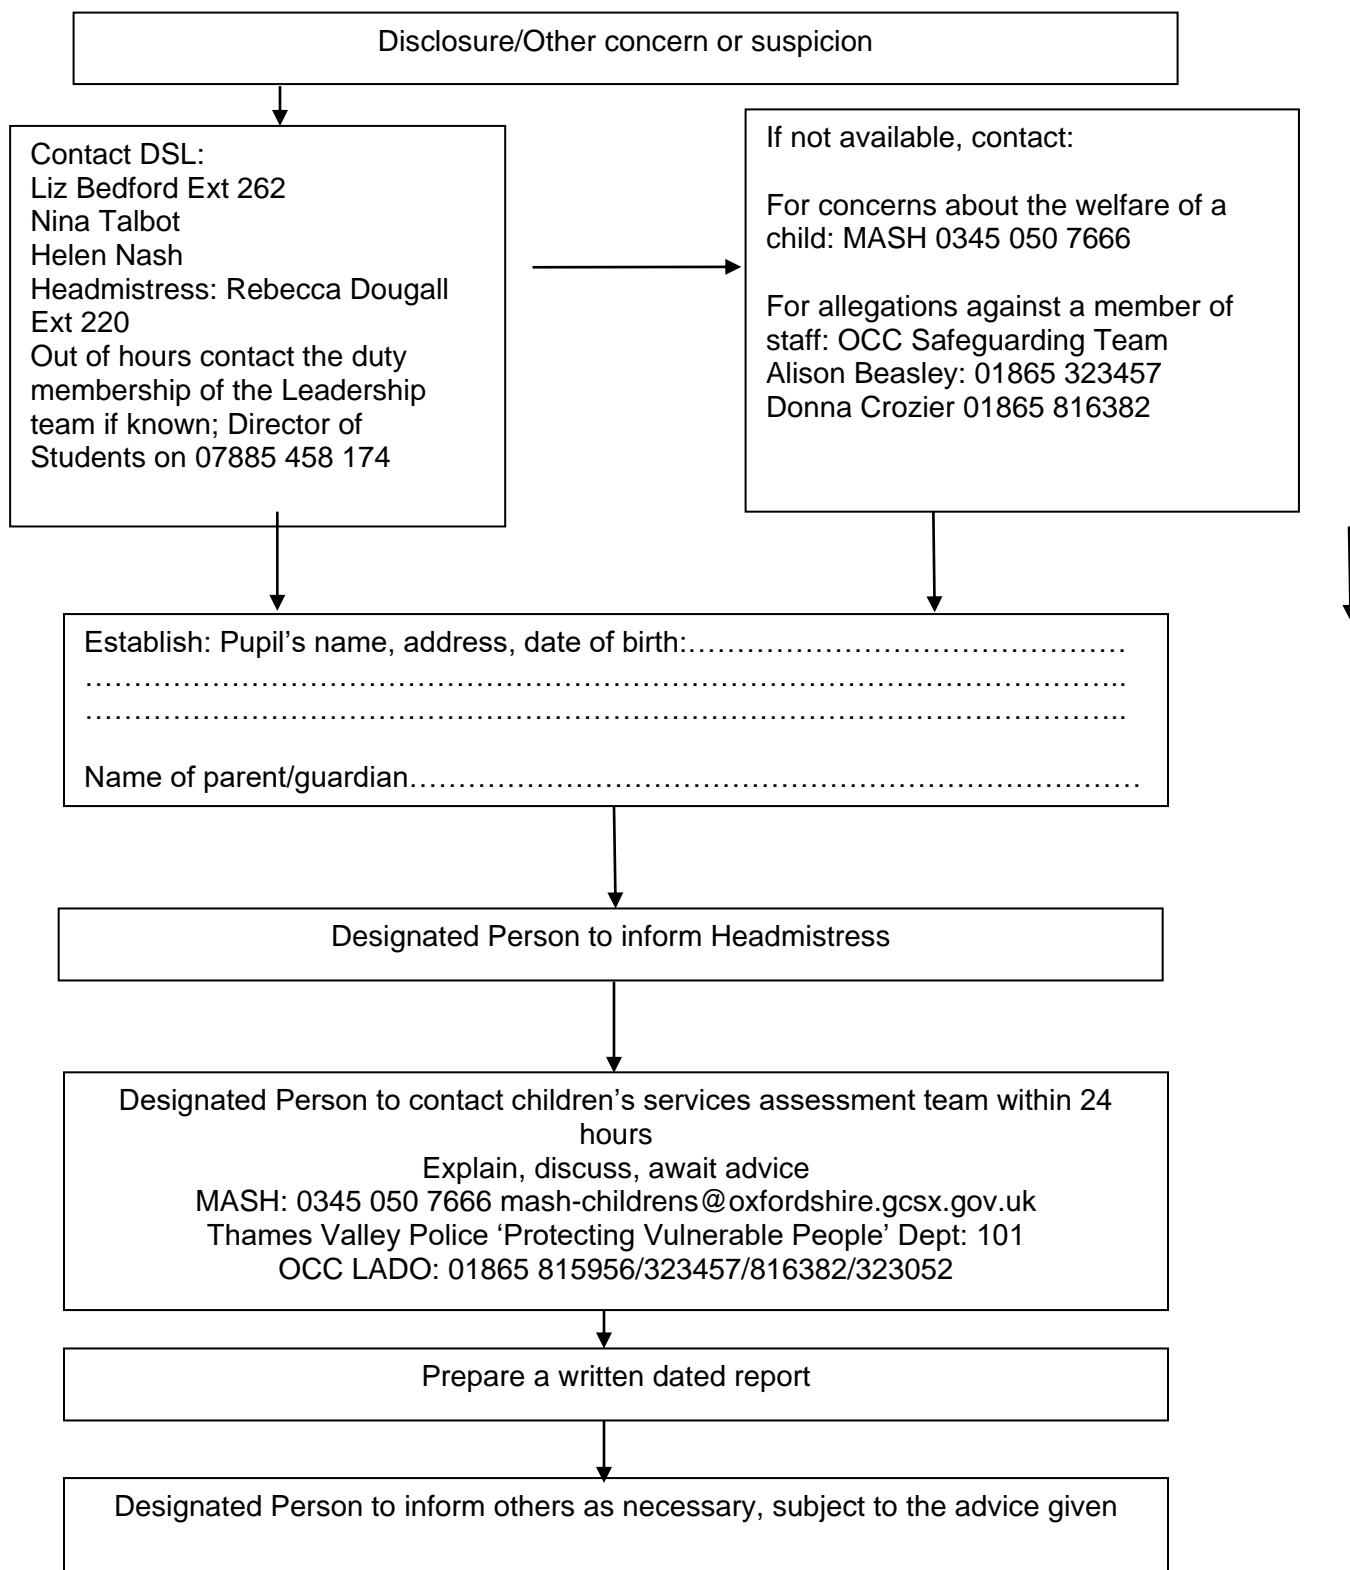 Disclosure/Other concern or suspicion
Contact DSL:
Liz Bedford Ext 262
Nina Talbot
Helen Nash
Headmistress: Rebecca Dougall
Ext 220
Out of hours contact the duty
membership of the Leadership
team if known; Director of
Students on 07885 458 174
If not available, contact:
For concerns about the welfare of a
child: MASH 0345 050 7666
For allegations against a member of
staff: OCC Safeguarding Team
Alison Beasley: 01865 323457
Donna Crozier 01865 816382
Establish: Pupil’s name, address, date of birth:………………………………………
……………………………………………………………………………………………..
……………………………………………………………………………………………..
Name of parent/guardian…………………………………………………………………
Designated Person to inform Headmistress
Designated Person to contact children’s services assessment team within 24
hours
Explain, discuss, await advice
MASH: 0345 050 7666 mash-childrens@oxfordshire.gcsx.gov.uk
Thames Valley Police ‘Protecting Vulnerable People’ Dept: 101
OCC LADO: 01865 815956/323457/816382/323052
Prepare a written dated report
Designated Person to inform others as necessary, subject to the advice given